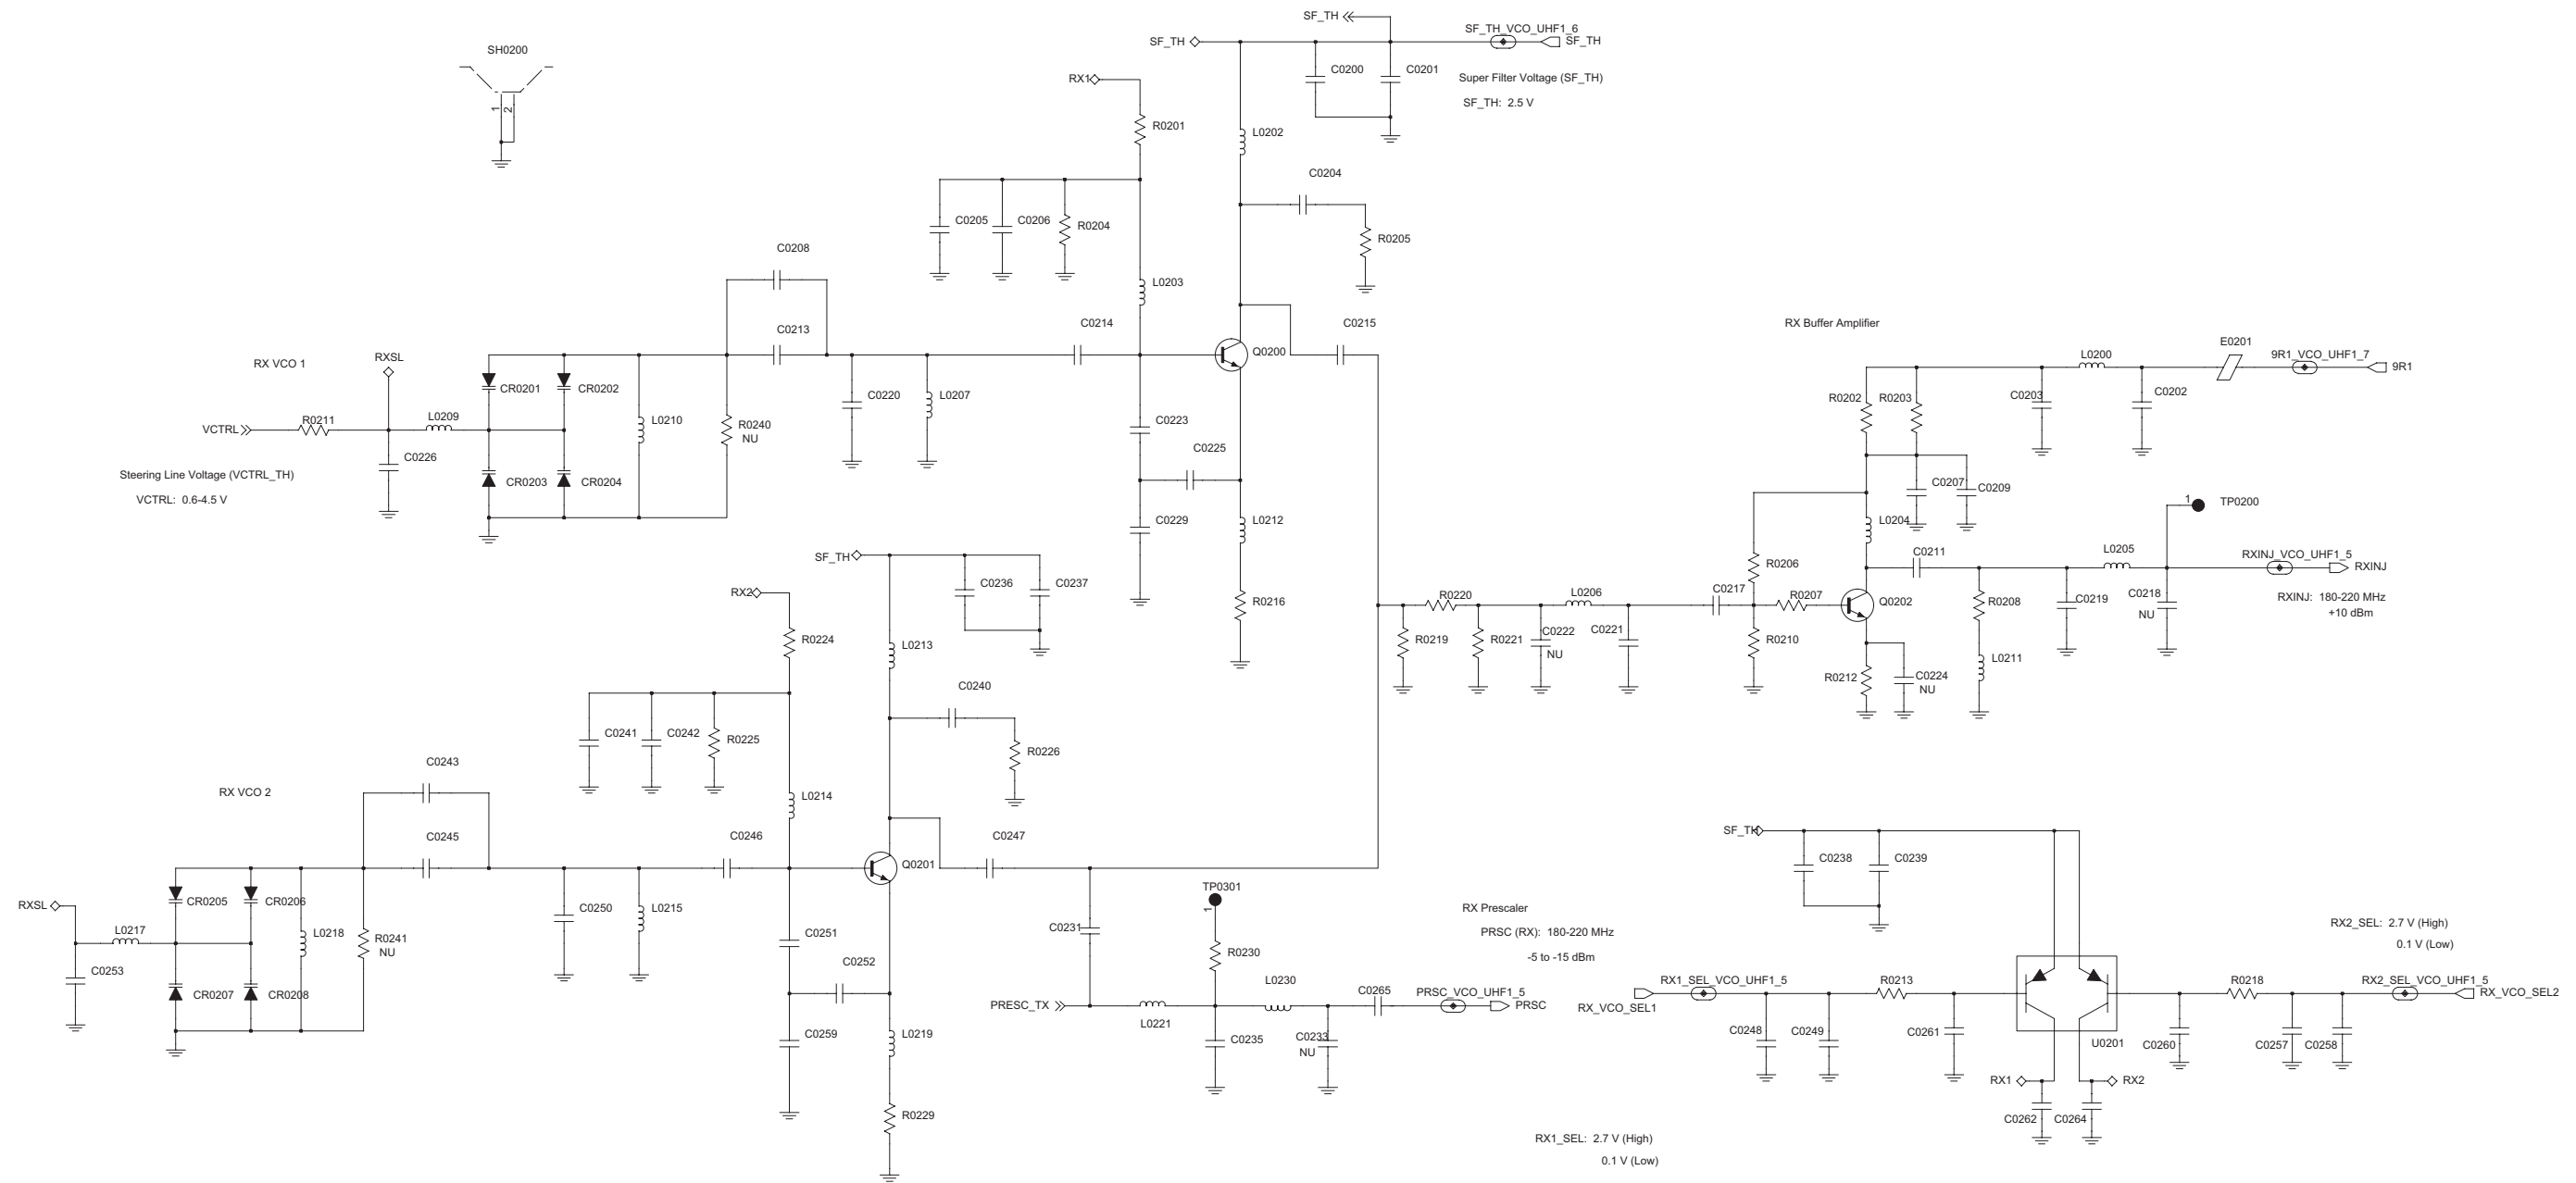 SF_TH
SF_TH_VCO_UHF1_6
SF_TH
SF_TH
SH0200
1
2
RX1
C0200
C0201
Super Filter Voltage (SF_TH)
SF_TH: 2.5 V
R0201
L0202
C0204
C0205
C0206
R0204
R0205
C0208
L0203
C0213
C0214
Q0200
C0215
RX Buffer Amplifier
E0201
L0200
9R1_VCO_UHF1_7
9R1
RX VCO 1
RXSL
CR0201
CR0202
C0220
L0207
R0202
R0203
C0203
C0202
VCTRL
R0211
L0209
L0210
R0240
NU
C0223
C0225
C0226
Steering Line Voltage (VCTRL_TH)
VCTRL: 0.6-4.5 V
CR0203
CR0204
C0207
C0209
1
TP0200
C0229
L0212
L0204
C0211
L0205
RXINJ_VCO_UHF1_5
RXINJ
RXINJ: 180-220 MHz
+10 dBm
SF_TH
C0236
C0237
RX2
R0216
R0206
R0220
L0206
C0217
R0207
Q0202
R0208
C0219
C0218
NU
R0224
L0213
R0219
R0221
C0222
NU
C0221
R0210
R0212
C0224
NU
L0211
C0240
C0241
C0242
R0225
R0226
C0243
RX VCO 2
L0214
C0245
C0246
Q0201
C0247
SF_TH
C0238
C0239
CR0205
CR0206
RXSL
L0217
L0218
R0241
NU
C0250
L0215
C0251
C0252
C0253
CR0207
CR0208
C0259
L0219
R0229
TP0301
1
C0231
R0230
RX Prescaler
PRSC (RX): 180-220 MHz
-5 to -15 dBm
L0230
C0265
PRSC_VCO_UHF1_5
PRSC
PRESC_TX
L0221
C0235
C0233
NU
RX2_SEL: 2.7 V (High)
0.1 V (Low)
RX1_SEL_VCO_UHF1_5
R0213
R0218
RX2_SEL_VCO_UHF1_5
RX_VCO_SEL2
RX_VCO_SEL1
C0248
C0249
C0261
U0201
C0260
C0257
C0258
RX1
RX2
C0262
C0264
RX1_SEL: 2.7 V (High)
0.1 V (Low)